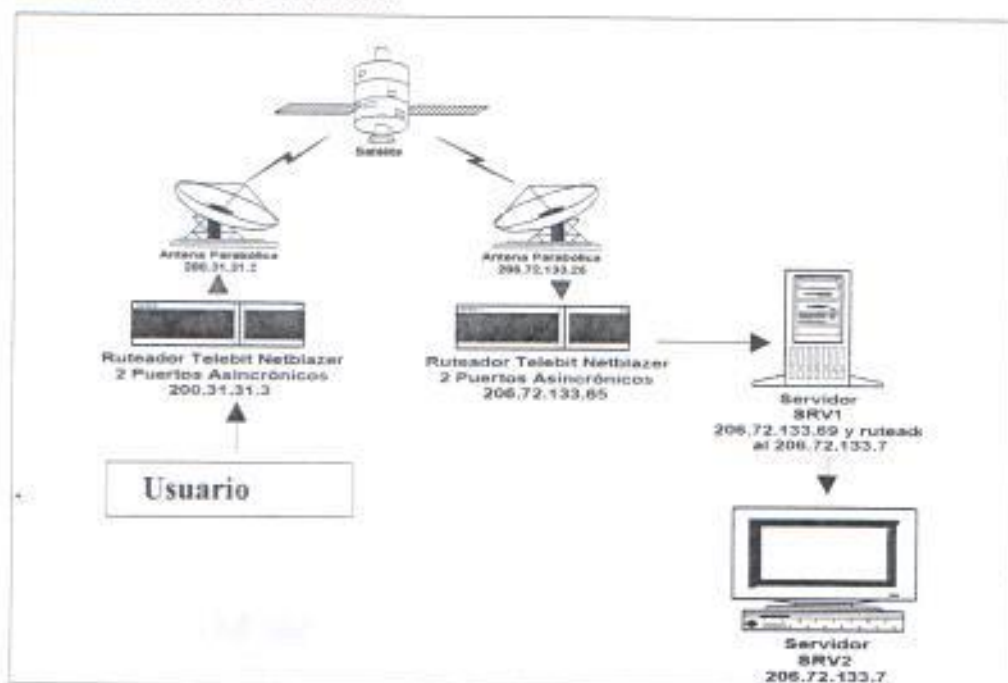 Satélite
Antena Parabólica
200.31.31.2
Antena Parabólica
206.72.133.26
Ruteador Telebit Netblazer
2 Puertos Asincrónicos
200.31.31.3
Ruteador Telebit Netblazer
2 Puertos Asincrónicos
206.72.133.65
Servidor
SRV1
206.72.133.69 y ruteado
al 206.72.133.7
Usuario
Servidor
SRV2
206.72.133.7